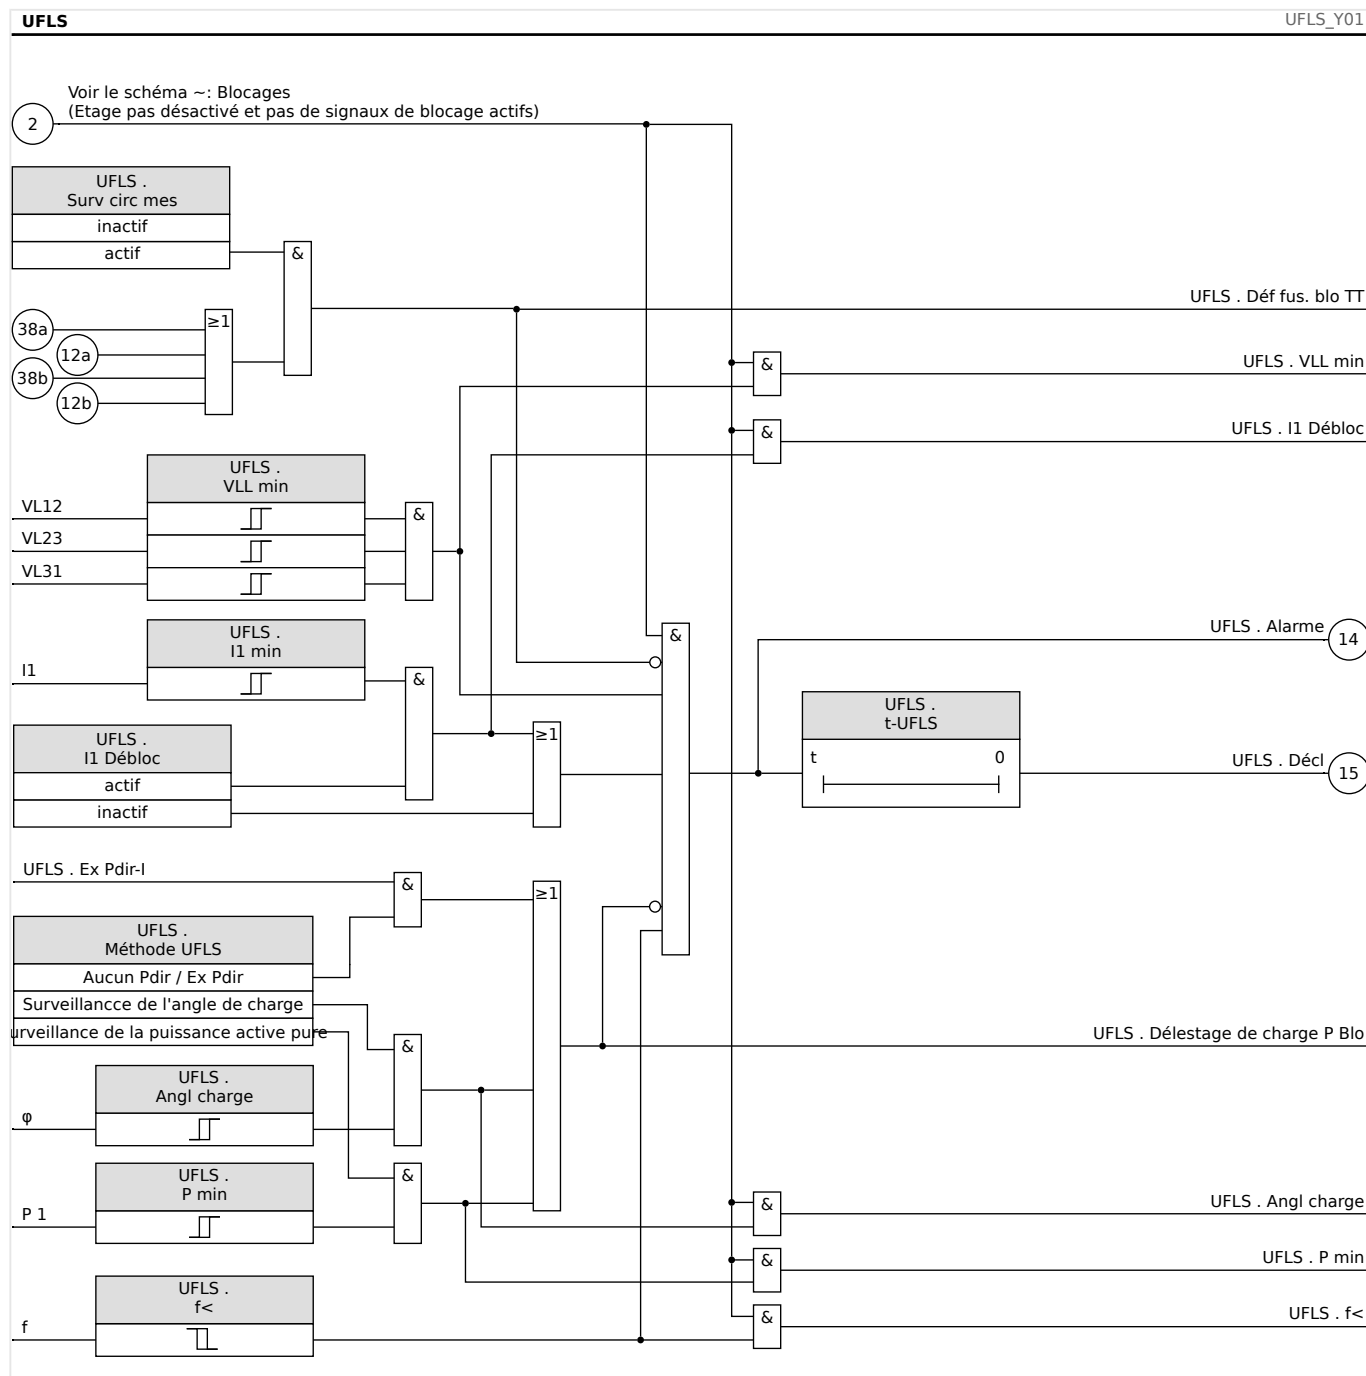 UFLS
UFLS_Y01
Voir le schéma ~: Blocages
(Etage pas désactivé et pas de signaux de blocage actifs)
2
UFLS .
Surv circ mes
inactif
actif
&
UFLS . Déf fus. blo TT
38a
≥1
12a
38b
12b
&
UFLS . VLL min
&
UFLS . I1 Débloc
UFLS .
VLL min
VL12
VL23
VL31
&
UFLS .
I1 min
I1
&
&
UFLS . Alarme
14
UFLS .
I1 Débloc
actif
inactif
≥1
UFLS .
t-UFLS
t
0
UFLS . Décl
15
UFLS . Ex Pdir-I
&
≥1
UFLS .
Méthode UFLS
Aucun Pdir / Ex Pdir
Surveillancce de l'angle de charge
urveillance de la puissance active pure
&
UFLS . Délestage de charge P Blo
UFLS .
Angl charge
φ
UFLS .
P min
P 1
&
&
UFLS . Angl charge
&
UFLS . P min
UFLS .
f<
f
&
UFLS . f<